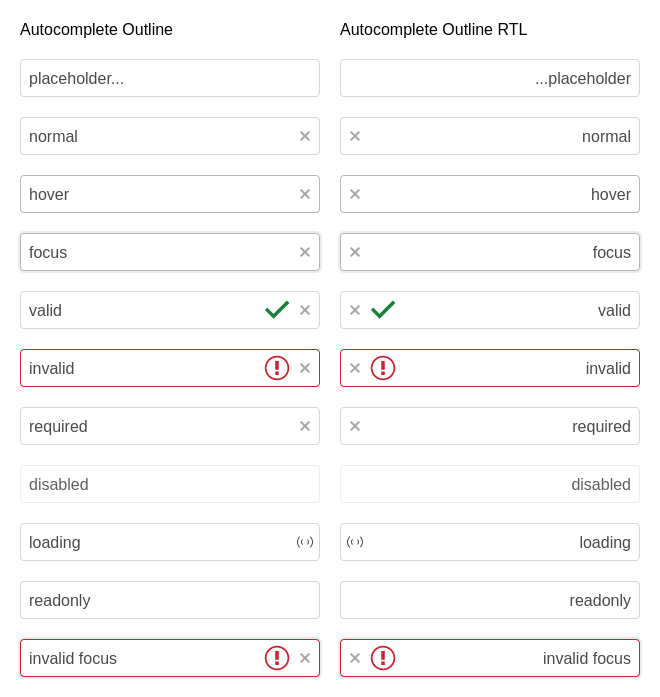 Autocomplete Outline
placeholder...
normal
hover
focus
valid
invalid
required
disabled
loading
readonly
invalid focus
Autocomplete Outline RTL
...placeholder
normal
hover
focus
valid
invalid
required
disabled
loading
readonly
invalid focus